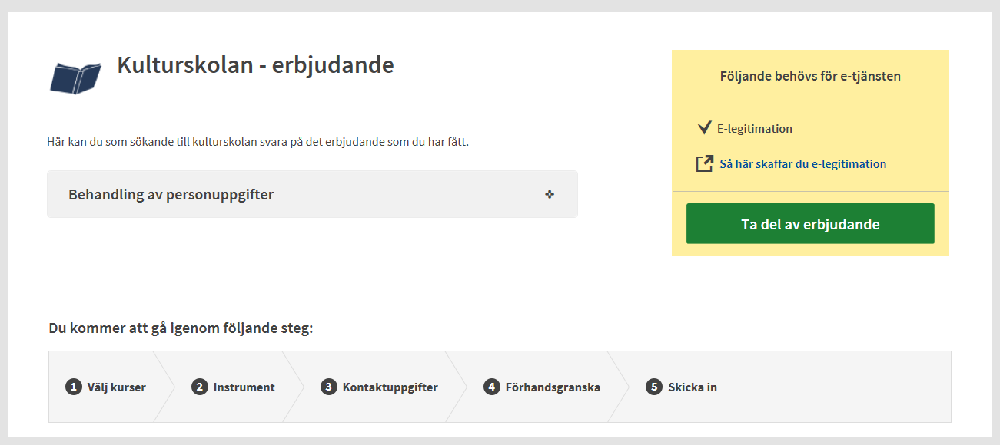 Kulturskolan - erbjudande
Här kan du som sökande till kulturskolan svara på det erbjudande som du har fått.
Behandling av personuppgifter
Följande behövs för e-tjänsten
E-legitimation
Så här skaffar du e-legitimation
Ta del av erbjudande
Du kommer att gå igenom följande steg:
1 Välj kurser 2 Instrument 3 Kontaktuppgifter 4 Förhandsgranska 5 Skicka in